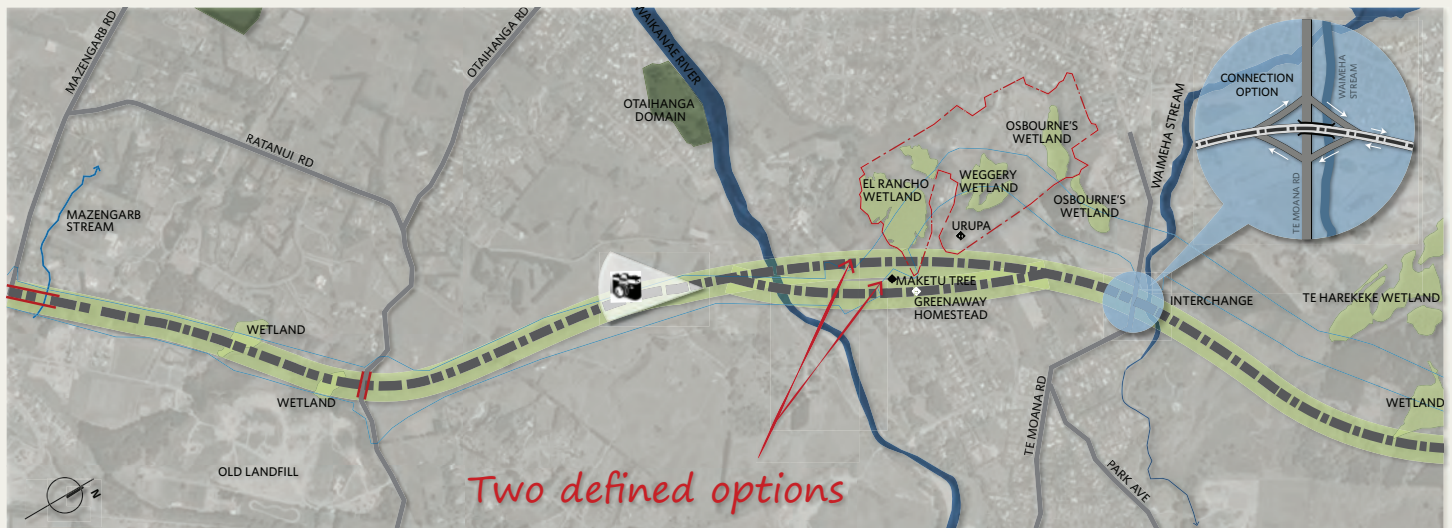 MAZENGARB RD
OTAIHANGA RD
WAIKANAE RIVER
RATANUI RD
MAZENGARB
STREAM
OTAIHANGA
DOMAIN
OSBOURNE'S
WETLAND
EL RANCHO
WETLAND
WEGGERY
WETLAND
OSBOURNE'S
WETLAND
URUPA
WAIMEHA STREAM
CONNECTION
OPTION
WAIMEHA
STREAM
TE MOANA RD
MAKETU TREE
GREENAWAY
HOMESTEAD
INTERCHANGE
TE HAREKEKE WETLAND
WETLAND
WETLAND
WETLAND
TE MOANA RD
PARK AVE
OLD LANDFILL
N
Two defined options